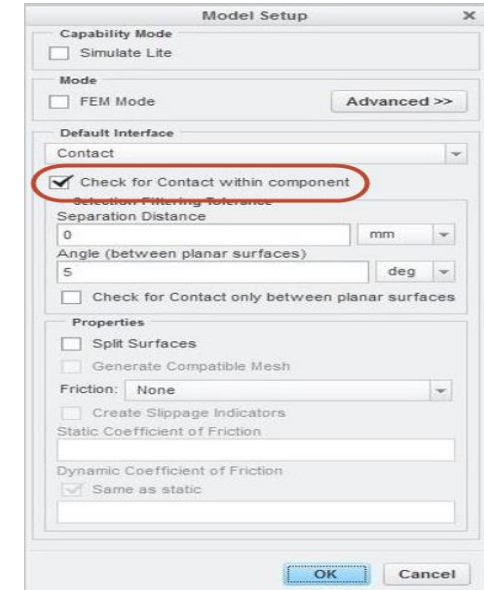 Model Setup
Capability Mode
Simulate Lite
Mode
FEM Mode
Advanced >>
Default Interface
Contact
Check for Contact within component
Selection Filtering Tolerance
Separation Distance
0 mm
Angle (between planar surfaces)
5 deg
Check for Contact only between planar surfaces
Properties
Split Surfaces
Generate Compatible Mesh
Friction: None
Create Slippage Indicators
Static Coefficient of Friction
Dynamic Coefficient of Friction
Same as static
OK Cancel